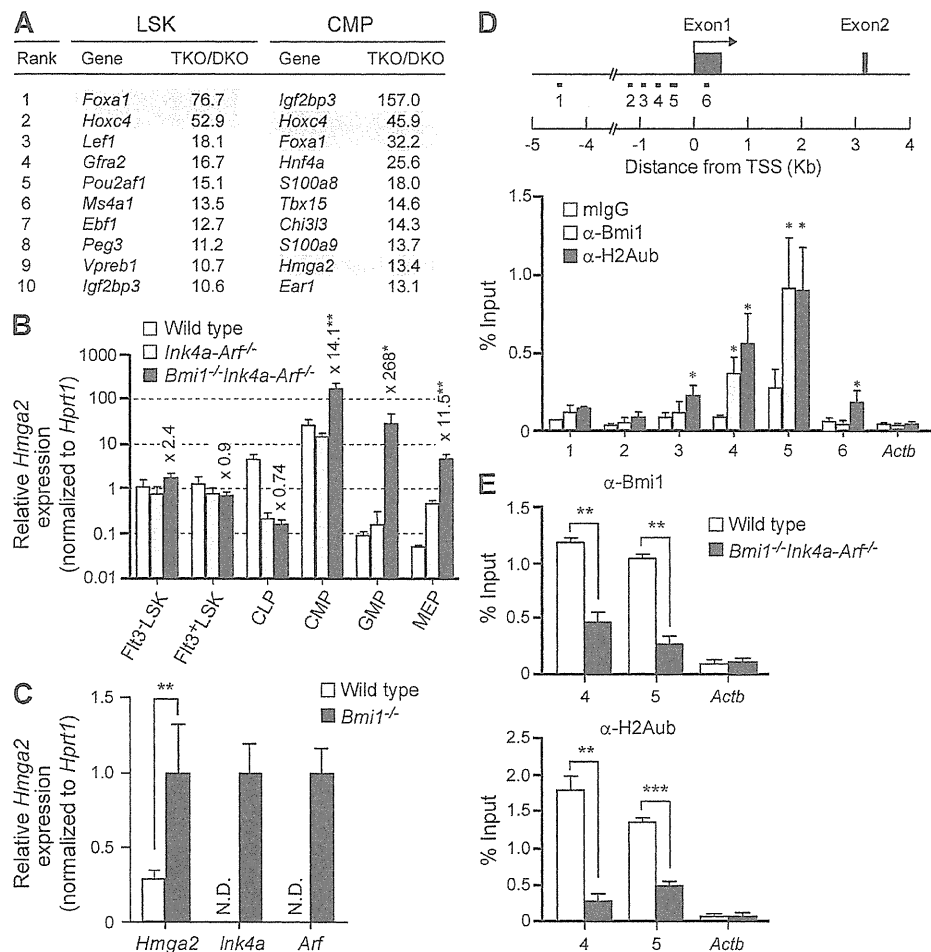 A
LSK CMP
Rank Gene TKO/DKO Gene TKO/DKO
1 Foxa1 76.7 Igf2bp3 157.0
2 Hoxc4 52.9 Hoxc4 45.9
3 Lef1 18.1 Foxa1 32.2
4 Gfra2 16.7 Hnf4a 25.6
5 Pou2af1 15.1 S100a8 18.0
6 Ms4a1 13.5 Tbx15 14.6
7 Ebf1 12.7 Chi3l3 14.3
8 Peg3 11.2 S100a9 13.7
9 Vpreb1 10.7 Hmga2 13.4
10 Igf2bp3 10.6 Ear1 13.1
B
Wild type
Ink4a-Arf-/-
Bmi1-/-Ink4a-Arf-/-
Relative Hmga2
expression
(normalized to Hprt1)
1000
100
10
1
0.1
0.01
x 2.4
x 0.9
x 0.74
x 14.1**
x 268*
x 11.5**
Flt3-LSK
Flt3+LSK
CLP
CMP
GMP
MEP
C
Wild type
Bmi1-/-
Relative Hmga2
expression
(normalized to Hprt1)
1.5
1.0
0.5
0
**
N.D.
N.D.
Hmga2 Ink4a Arf
D
Exon1 Exon2
1 2 3 4 5 6
-5 -4 -1 0 1 2 3 4
Distance from TSS (Kb)
mIgG
α-Bmi1
α-H2Aub
% Input
1.5
1.0
0.5
0
* * * * * *
1 2 3 4 5 6 Actb
E
α-Bmi1
Wild type
Bmi1-/-Ink4a-Arf-/-
% Input
1.5
1.0
0.5
0
** **
4 5 Actb
α-H2Aub
% Input
2.5
2.0
1.5
1.0
0.5
0
** ***
4 5 Actb